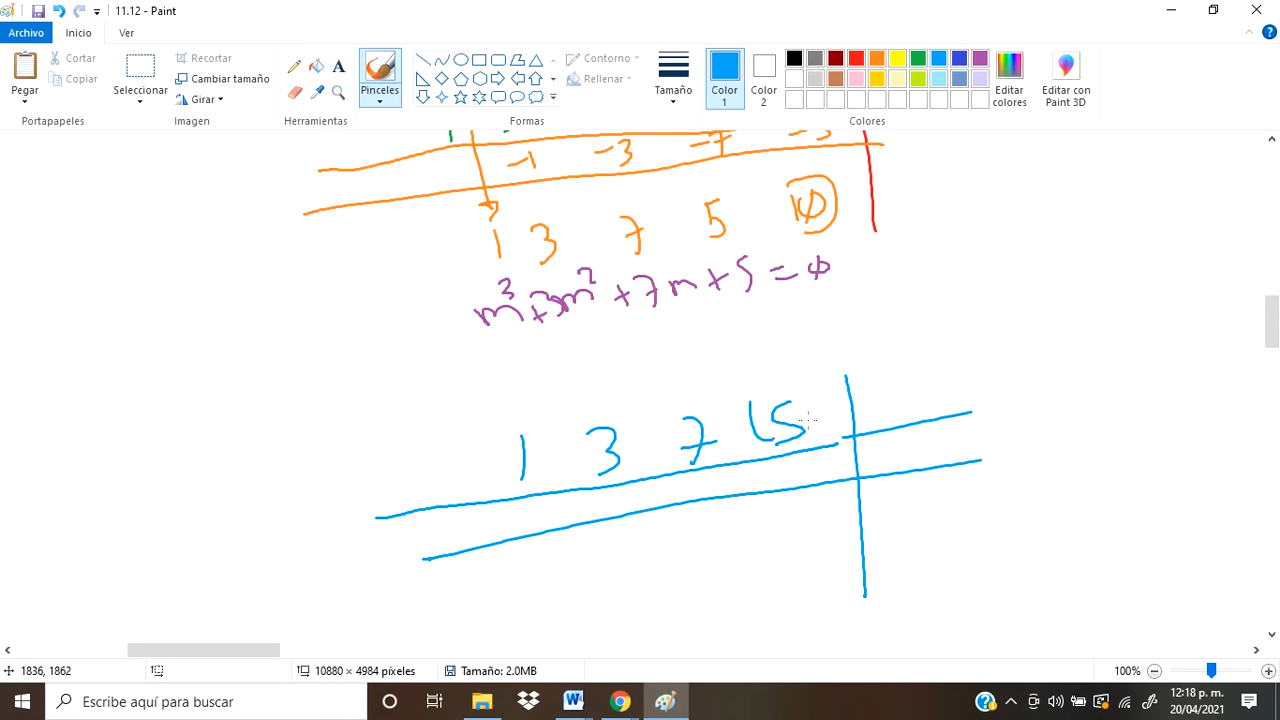 11.12 - Paint
Archivo Inicio Ver
Pegar
Cortar
Copiar
Portapapeles
Seleccionar
Recortar
Cambiar tamaño
Girar
Imagen
A
Herramientas
Pinceles
Contorno
Rellenar
Formas
Tamaño
Color 1
Color 2
Editar colores
Editar con Paint 3D
Colores
-1 -3 -7
1 3 7 5
m³+3m²+7m+5=0
1 3 7 5
1836, 1862
10880 × 4984 píxeles
Tamaño: 2.0MB
100%
Escribe aquí para buscar
12:18 p. m.
20/04/2021